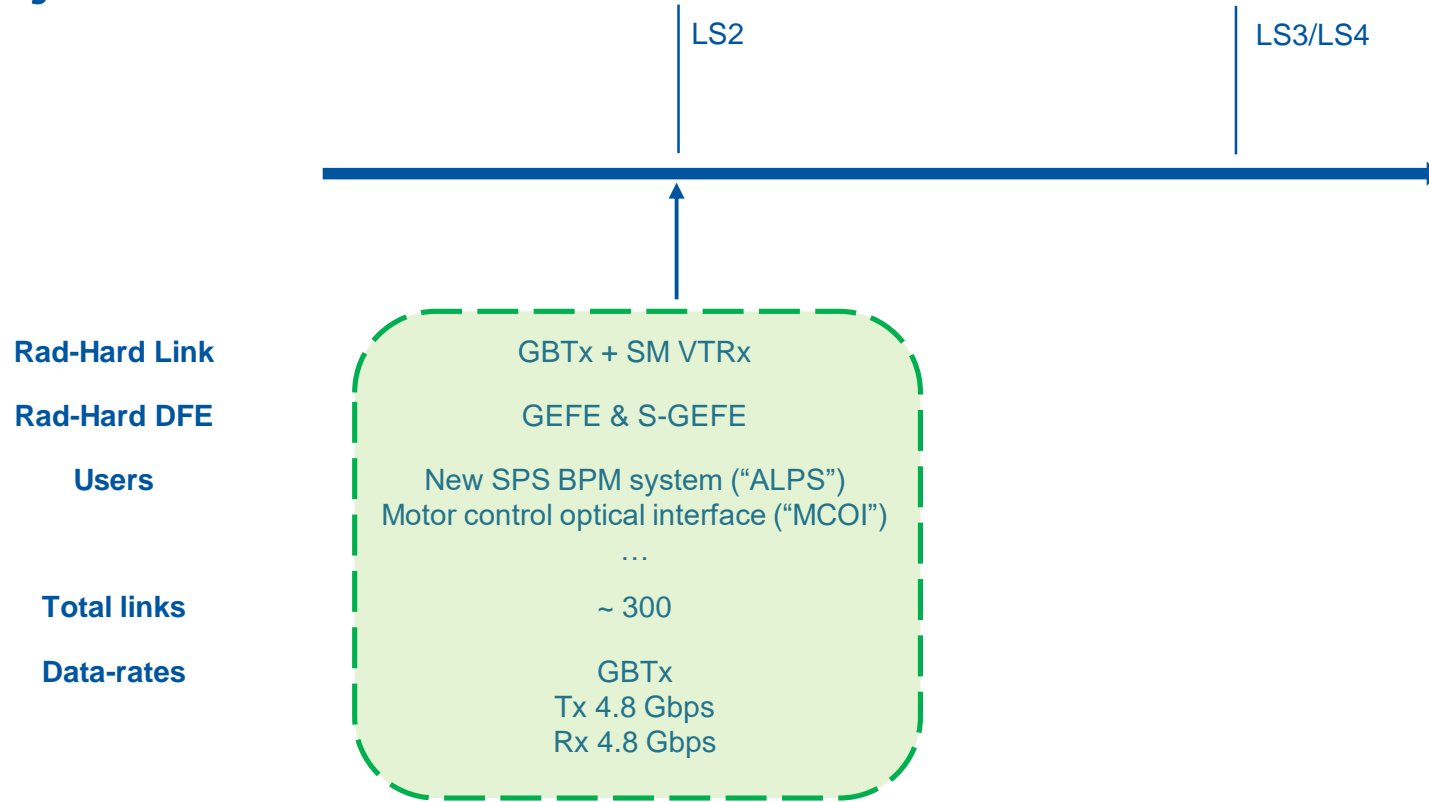 LS2
LS3/LS4
Rad-Hard Link
GBTx + SM VTRx
Rad-Hard DFE
GEFE & S-GEFE
Users
New SPS BPM system (“ALPS”)
Motor control optical interface (“MCOI”)
…
Total links
~ 300
Data-rates
GBTx
Tx 4.8 Gbps
Rx 4.8 Gbps